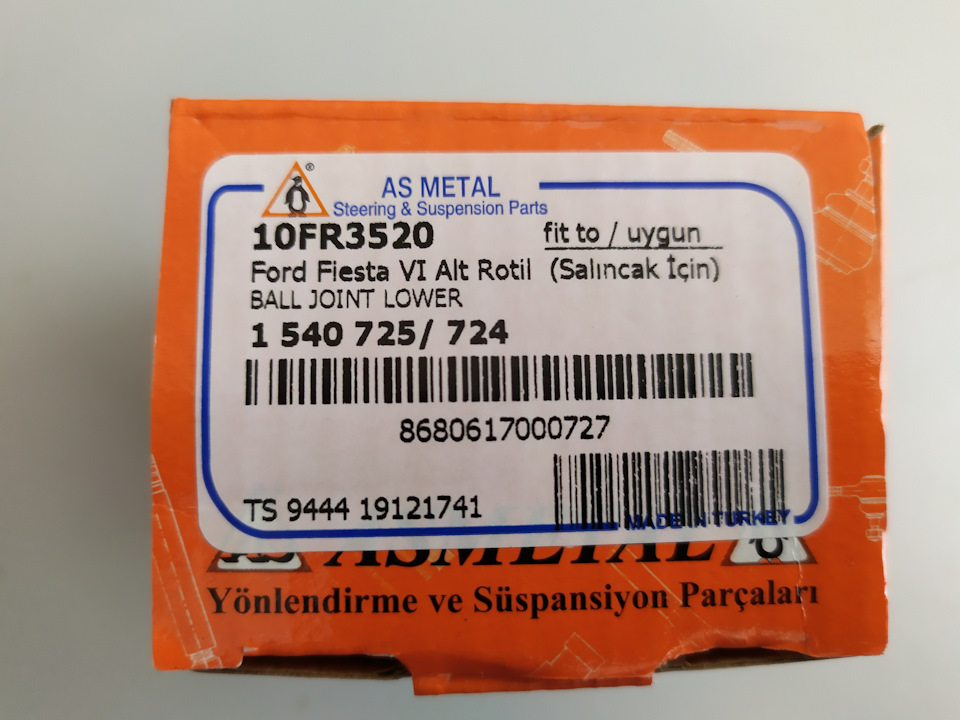 ®
AS METAL
Steering & Suspension Parts
10FR3520 fit to / uygun
Ford Fiesta VI Alt Rotil (Salıncak İçin)
BALL JOINT LOWER
1 540 725/ 724
8680617000727
TS 9444 19121741
MADE IN TURKEY
ASMETAL
Yönlendirme ve Süspansiyon Parçaları